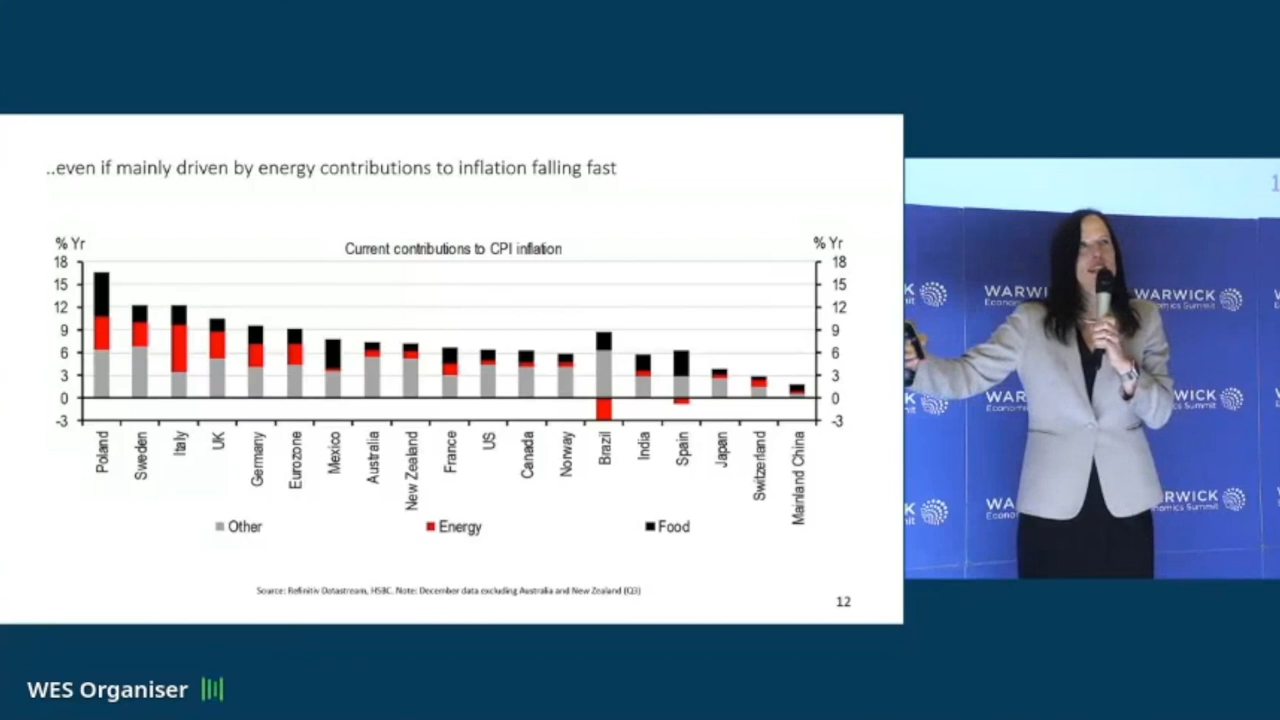 ..even if mainly driven by energy contributions to inflation falling fast
% Yr
Current contributions to CPI inflation
% Yr
18
15
12
9
6
3
0
-3
18
15
12
9
6
3
0
-3
Poland
Sweden
Italy
UK
Germany
Eurozone
Mexico
Australia
New Zealand
France
US
Canada
Norway
Brazil
India
Spain
Japan
Switzerland
Mainland China
Other
Energy
Food
Source: Refinitiv Datastream, HSBC. Note: December data excluding Australia and New Zealand (Q3)
12
WARWICK
WARWICK
WARWICK
WARWICK
RWICK
WES Organiser